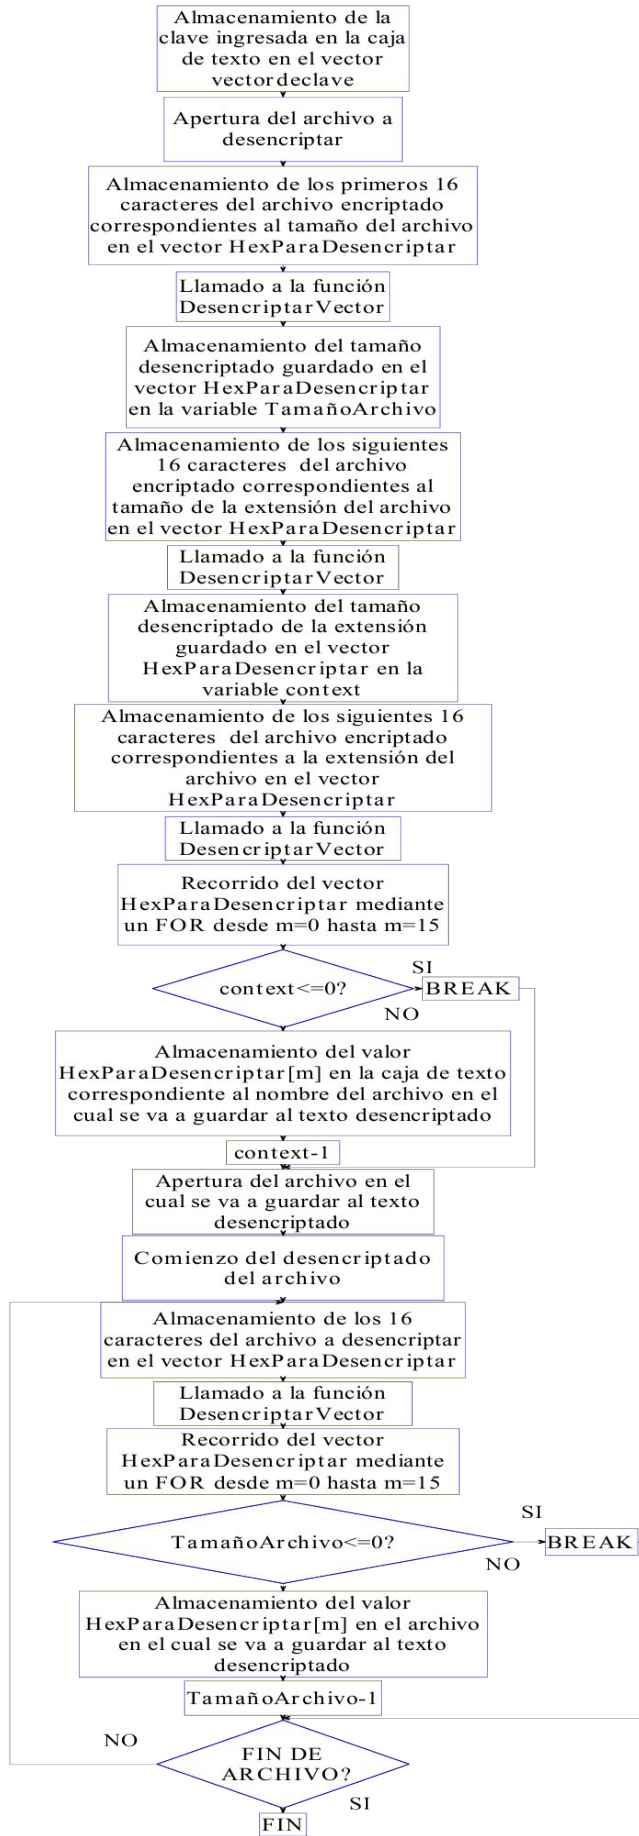 Almacenamiento de la
clave ingresada en la caja
de texto en el vector
vectordeclave
Apertura del archivo a
desencriptar
Almacenamiento de los primeros 16
caracteres del archivo encriptado
correspondientes al tamaño del archivo
en el vector HexParaDesencriptar
Llamado a la función
DesencriptarVector
Almacenamiento del tamaño
desencriptado guardado en el
vector HexParaDesencriptar
en la variable TamañoArchivo
Almacenamiento de los siguientes
16 caracteres del archivo
encriptado correspondientes al
tamaño de la extensión del archivo
en el vector HexParaDesencriptar
Llamado a la función
DesencriptarVector
Almacenamiento del tamaño
desencriptado de la extensión
guardado en el vector
HexParaDesencriptar en la
variable context
Almacenamiento de los siguientes 16
caracteres del archivo encriptado
correspondientes a la extensión del
archivo en el vector
HexParaDesencriptar
Llamado a la función
DesencriptarVector
Recorrido del vector
HexParaDesencriptar mediante
un FOR desde m=0 hasta m=15
SI
context<=0?
BREAK
NO
Almacenamiento del valor
HexParaDesencriptar[m] en la caja de texto
correspondiente al nombre del archivo en el
cual se va a guardar al texto desencriptado
context-1
Apertura del archivo en el
cual se va a guardar al texto
desencriptado
Comienzo del desencriptado
del archivo
Almacenamiento de los 16
caracteres del archivo a desencriptar
en el vector HexParaDesencriptar
Llamado a la función
DesencriptarVector
Recorrido del vector
HexParaDesencriptar mediante
un FOR desde m=0 hasta m=15
SI
TamañoArchivo<=0?
BREAK
NO
Almacenamiento del valor
HexParaDesencriptar[m] en el archivo
en el cual se va a guardar al texto
desencriptado
TamañoArchivo-1
NO
FIN DE
ARCHIVO?
SI
FIN